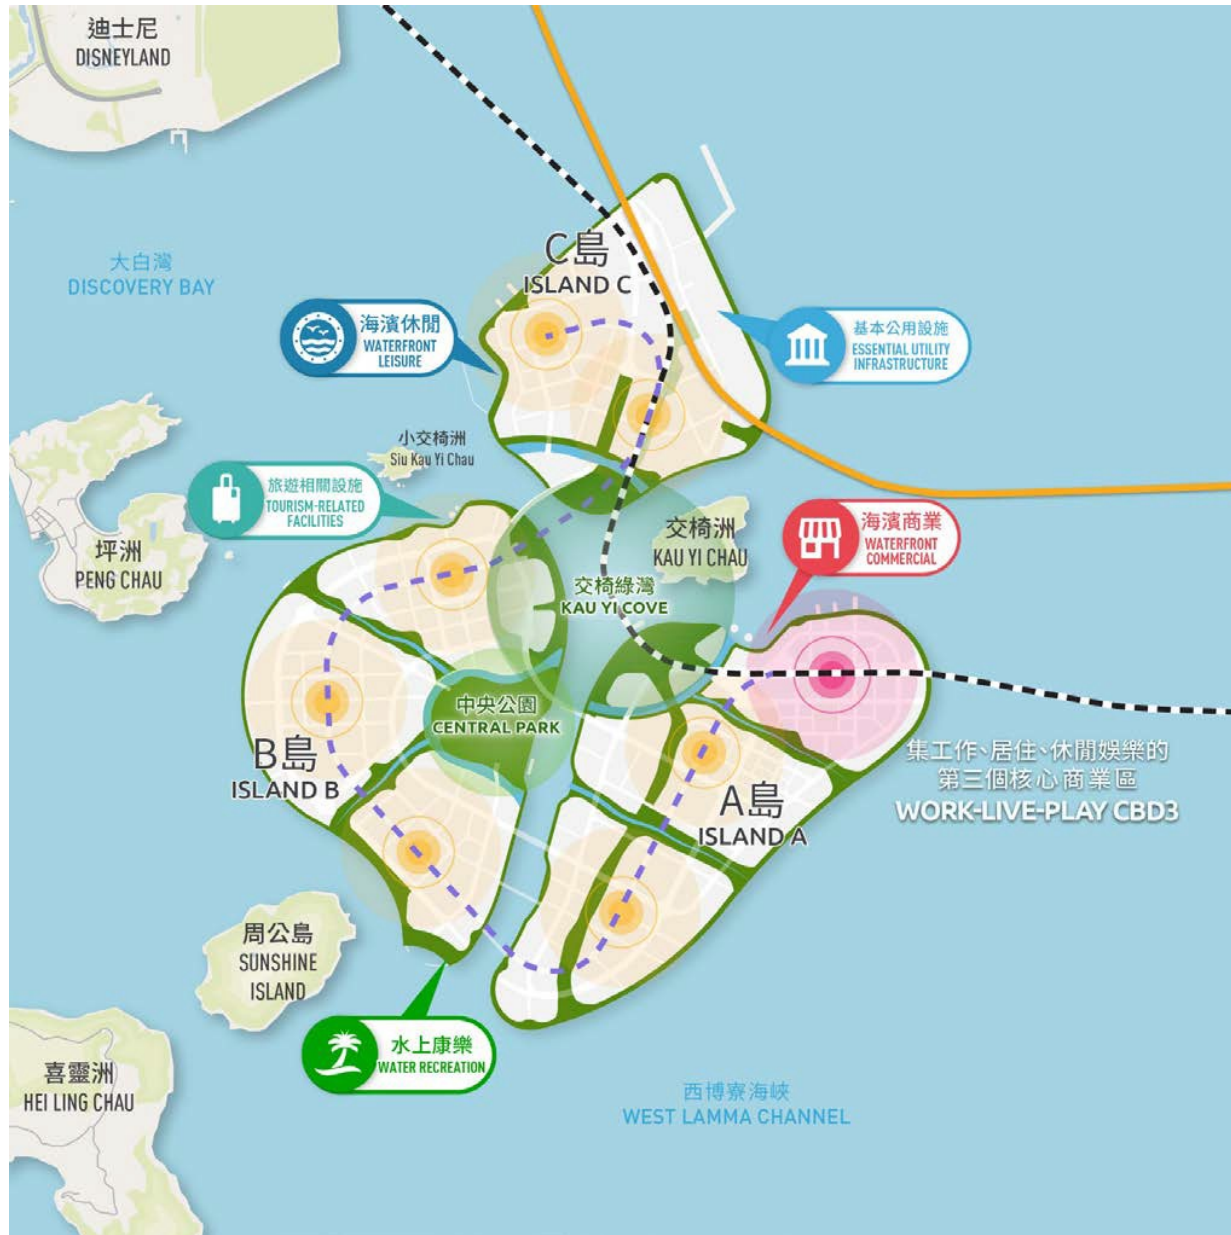 迪士尼
DISNEYLAND
C島
ISLAND C
大白灣
DISCOVERY BAY
海濱休閒
WATERFRONT
LEISURE
基本公用設施
ESSENTIAL UTILITY
INFRASTRUCTURE
小交椅洲
Siu Kau Yi Chau
旅遊相關設施
TOURISM-RELATED
FACILITIES
交椅洲
KAU YI CHAU
海濱商業
WATERFRONT
COMMERCIAL
坪洲
PENG CHAU
交椅綠灣
KAU YI COVE
中央公園
CENTRAL PARK
B島
ISLAND B
A島
ISLAND A
集工作、居住、休閒娛樂的
第三個核心商業區
WORK-LIVE-PLAY CBD3
周公島
SUNSHINE
ISLAND
水上康樂
WATER RECREATION
喜靈洲
HEI LING CHAU
西博寮海峽
WEST LAMMA CHANNEL